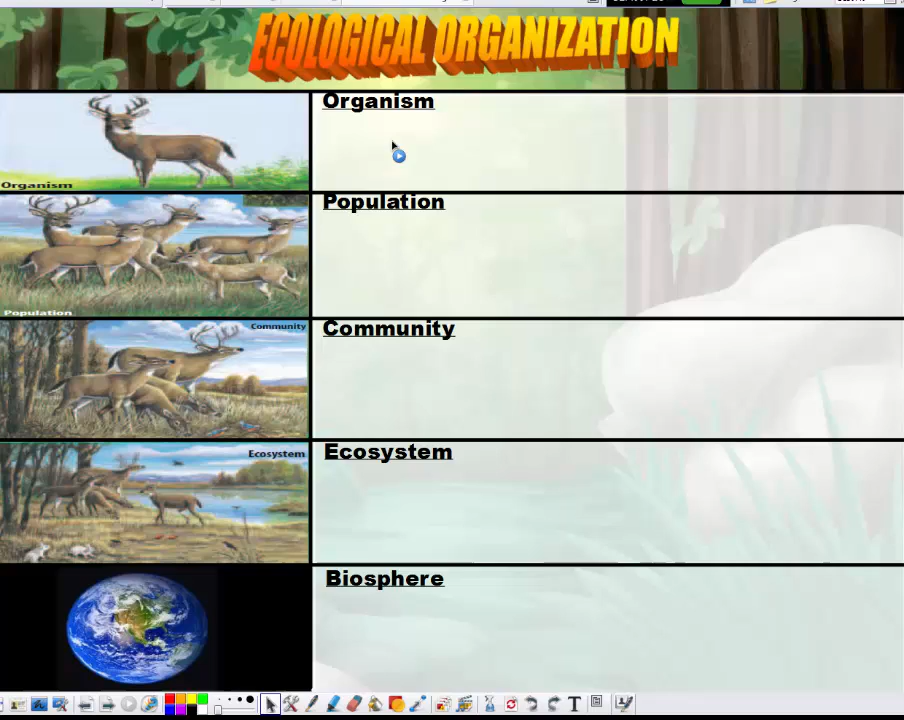 ECOLOGICAL ORGANIZATION
Organism
Organism
Population
Population
Community
Community
Ecosystem
Ecosystem
Biosphere
T